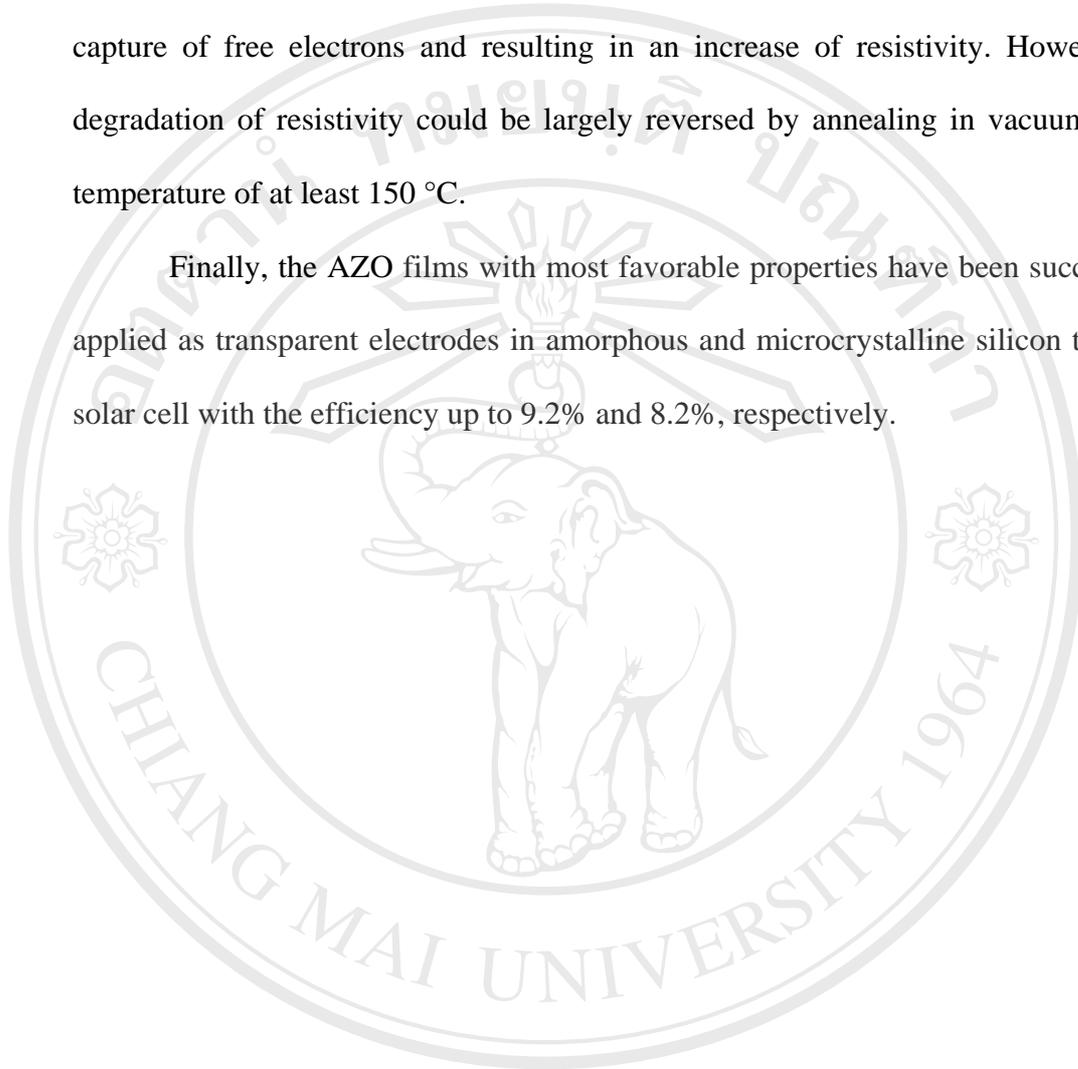 capture of free electrons and resulting in an increase of resistivity. Howe
degradation of resistivity could be largely reversed by annealing in vacuum
temperature of at least 150 °C.
Finally, the AZO films with most favorable properties have been succ
applied as transparent electrodes in amorphous and microcrystalline silicon t
solar cell with the efficiency up to 9.2% and 8.2%, respectively.
CHIANG MAI UNIVERSITY 1964